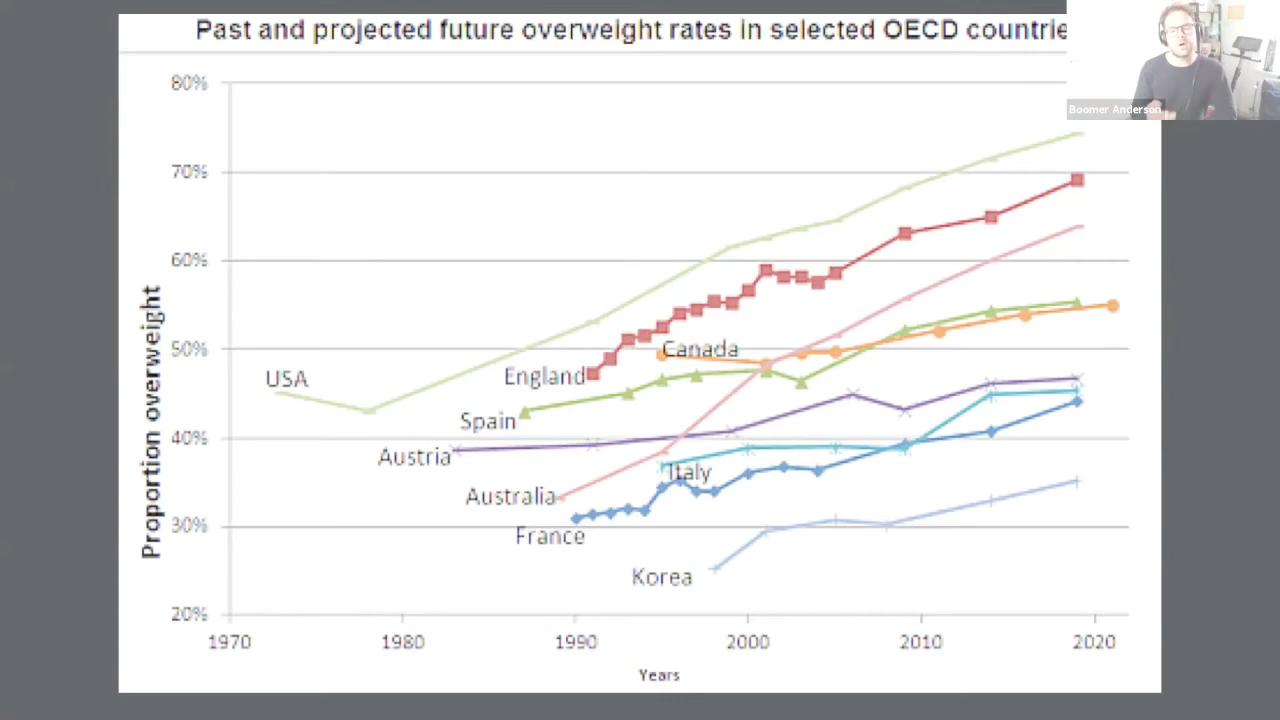 Past and projected future overweight rates in selected OECD countrie
Boomer Anderson
80%
70%
60%
50%
40%
30%
20%
Proportion overweight
USA
Canada
England
Spain
Austria
Italy
Australia
France
Korea
1970 1980 1990 2000 2010 2020
Years